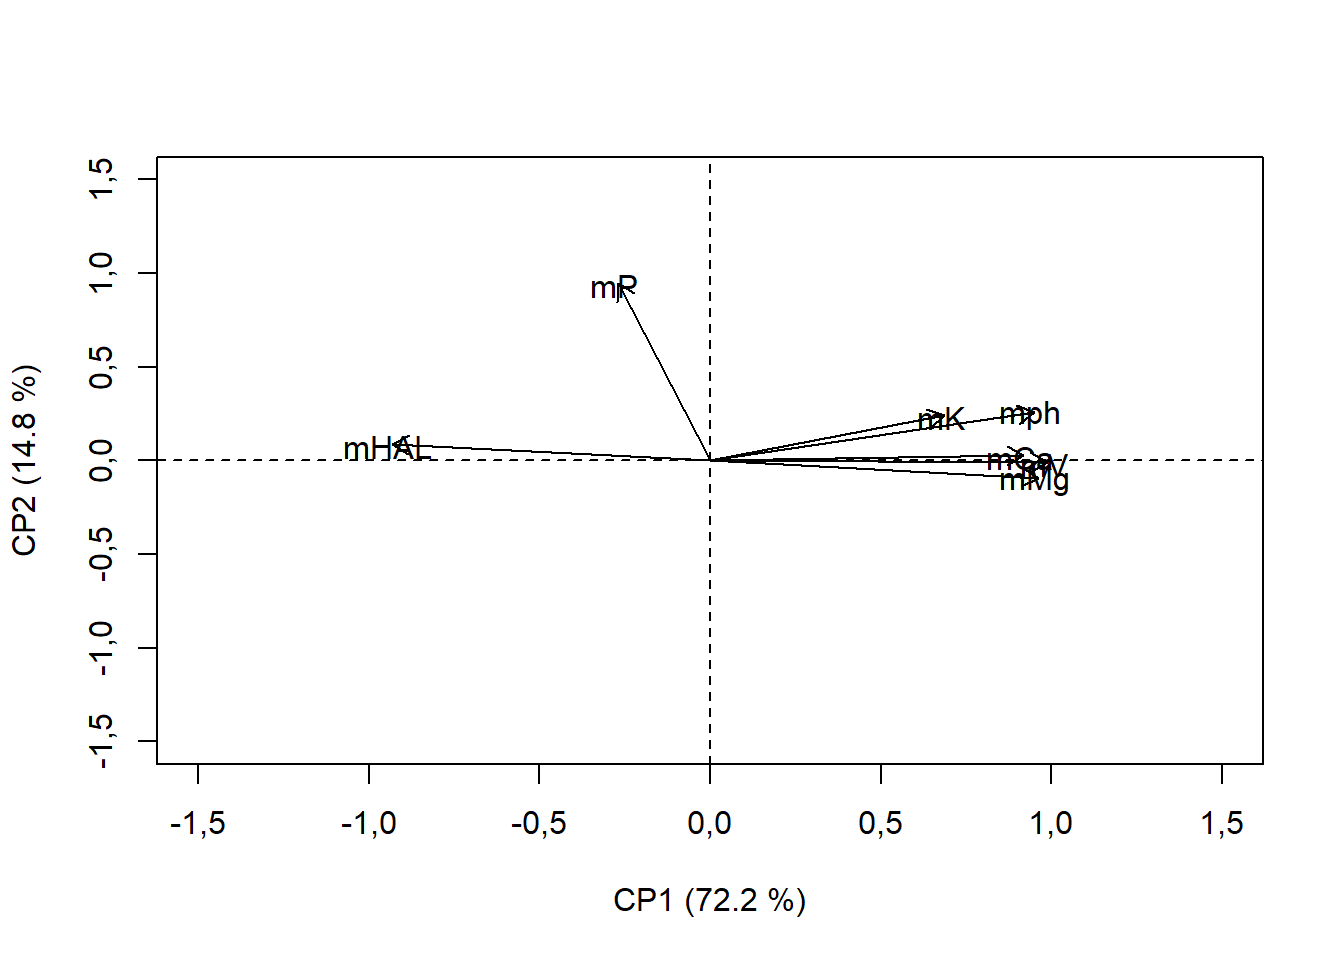 CP2 (14.8 %)
1,5
1,0
0,5
0,0
-0,5
-1,0
-1,5
mP
mK
mph
mHAL
mCa
mMg
-1,5 -1,0 -0,5 0,0 0,5 1,0 1,5
CP1 (72.2 %)